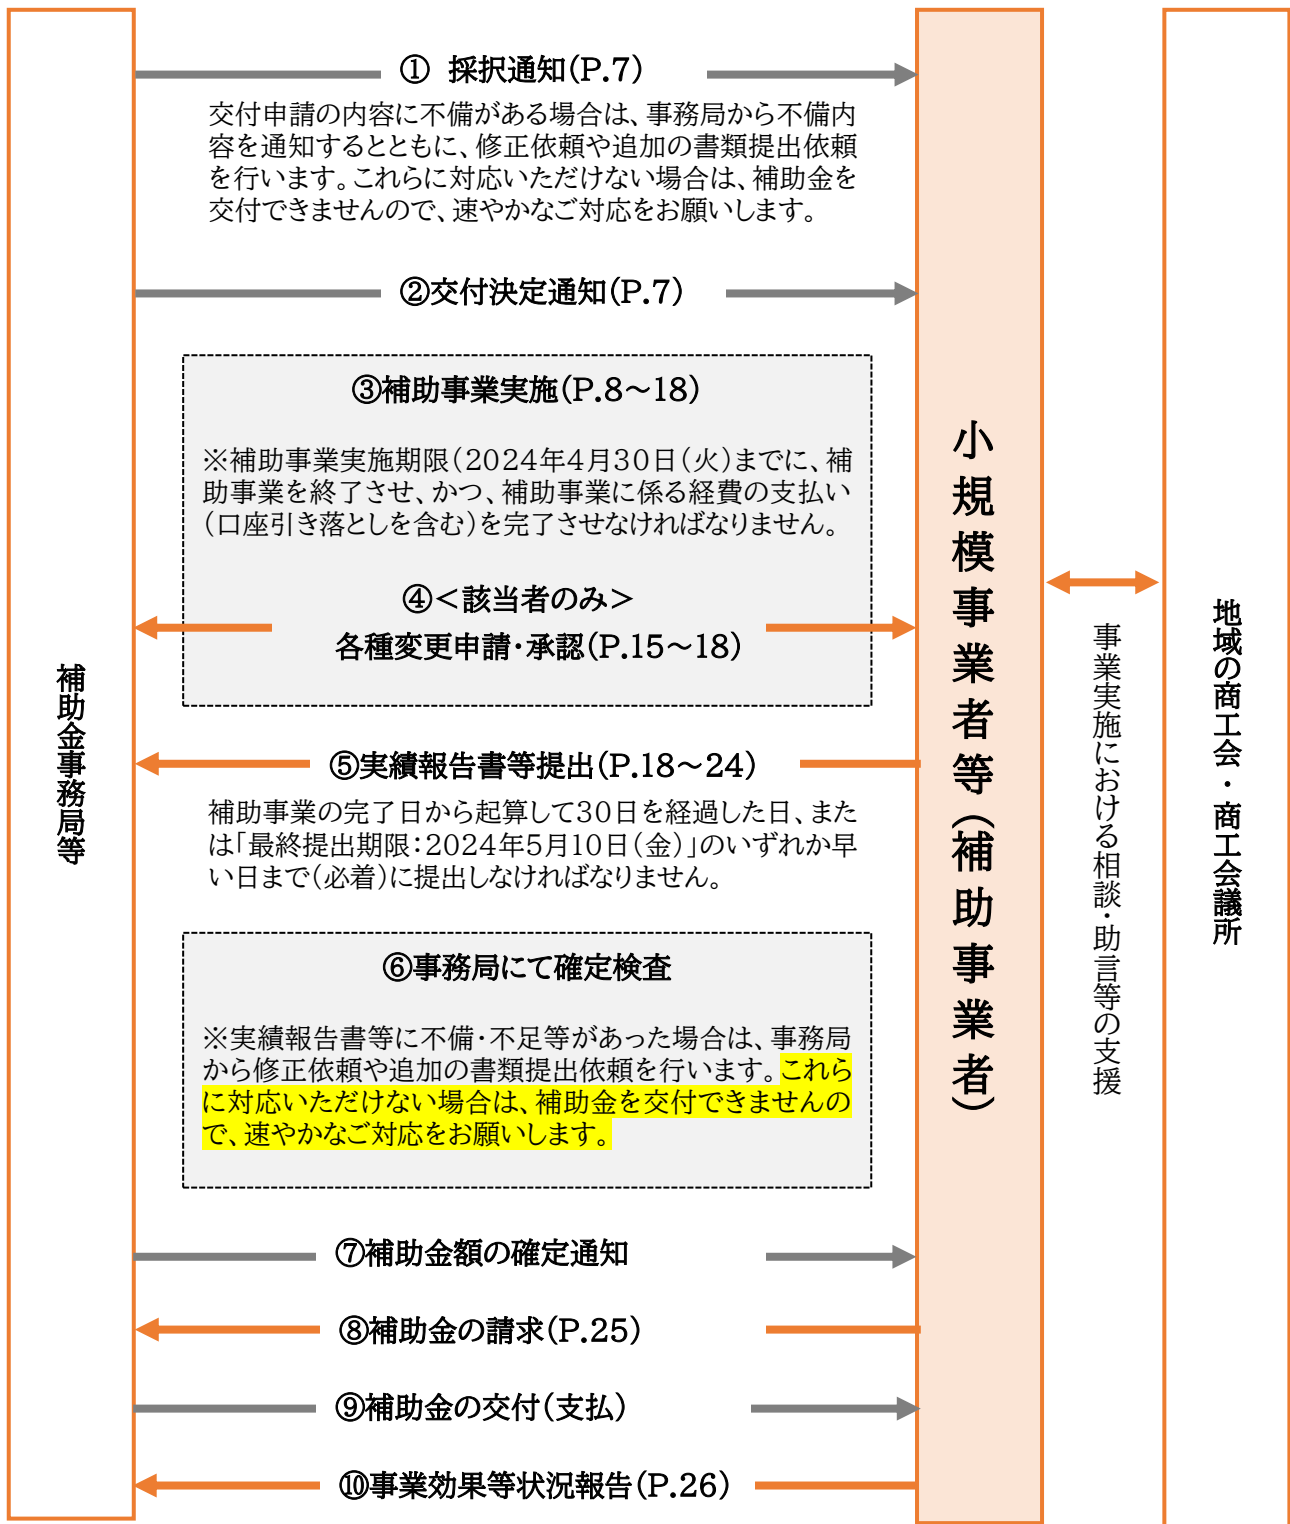 ① 採択通知(P.7)
交付申請の内容に不備がある場合は、事務局から不備内
容を通知するとともに、修正依頼や追加の書類提出依頼
を行います。これらに対応いただけない場合は、補助金を
交付できませんので、速やかなご対応をお願いします。
②交付決定通知(P.7)
③補助事業実施(P.8～18)
※補助事業実施期限(2024年4月30日(火)までに、補
助事業を終了させ、かつ、補助事業に係る経費の支払い
(口座引き落としを含む)を完了させなければなりません。
④＜該当者のみ＞
各種変更申請・承認(P.15～18)
⑤実績報告書等提出(P.18～24)
補助事業の完了日から起算して30日を経過した日、また
は「最終提出期限：2024年5月10日(金)」のいずれか早
い日まで(必着)に提出しなければなりません。
⑥事務局にて確定検査
※実績報告書等に不備・不足等があった場合は、事務局
から修正依頼や追加の書類提出依頼を行います。これら
に対応いただけない場合は、補助金を交付できませんの
で、速やかなご対応をお願いします。
⑦補助金額の確定通知
⑧補助金の請求(P.25)
⑨補助金の交付(支払)
⑩事業効果等状況報告(P.26)
補助金事務局等
小規模事業者等(補助事業者)
事業実施における相談・助言等の支援
地域の商工会・商工会議所